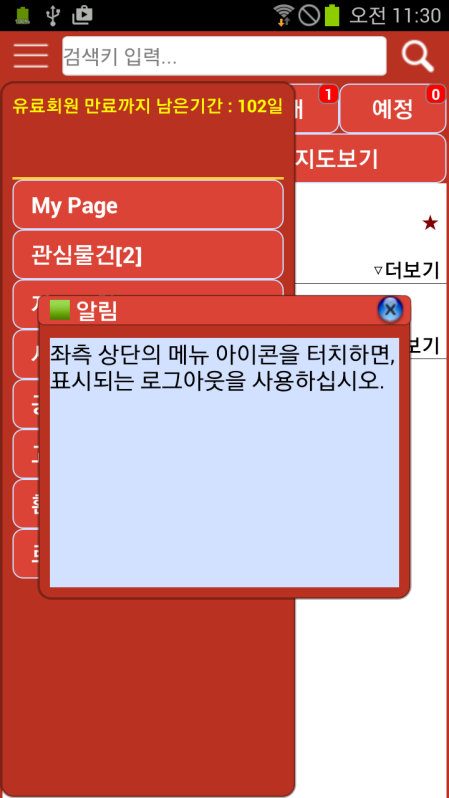 100%
오전 11:30
검색키 입력...
유료회원 만료까지 남은기간 : 102일
1
예정
0
지도보기
My Page
★
관심물건[2]
▽더보기
알림
좌측 상단의 메뉴 아이콘을 터치하면,
표시되는 로그아웃을 사용하십시오.
보기